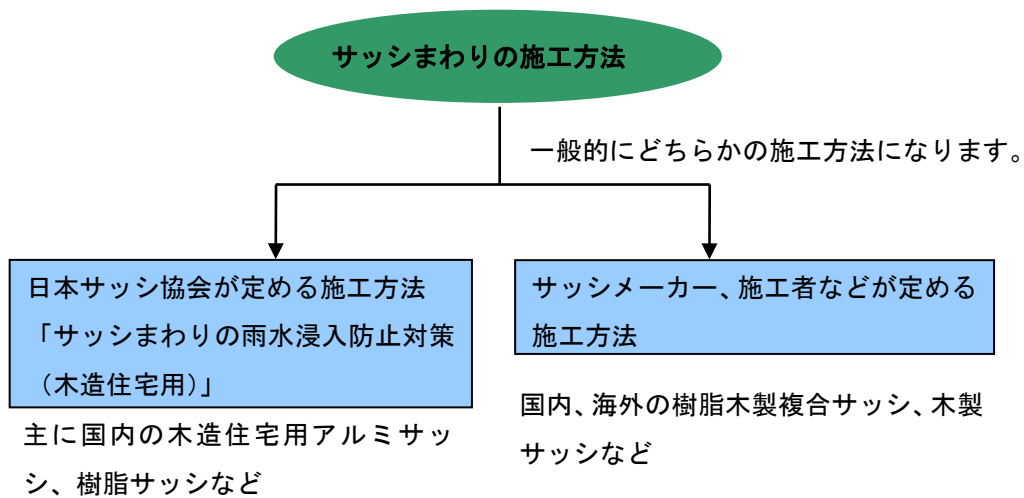 サッシまわりの施工方法
一般的にどちらかの施工方法になります。
日本サッシ協会が定める施工方法
「サッシまわりの雨水浸入防止対策
（木造住宅用）」
主に国内の木造住宅用アルミサッ
シ、樹脂サッシなど
サッシメーカー、施工者などが定める
施工方法
国内、海外の樹脂木製複合サッシ、木製
サッシなど